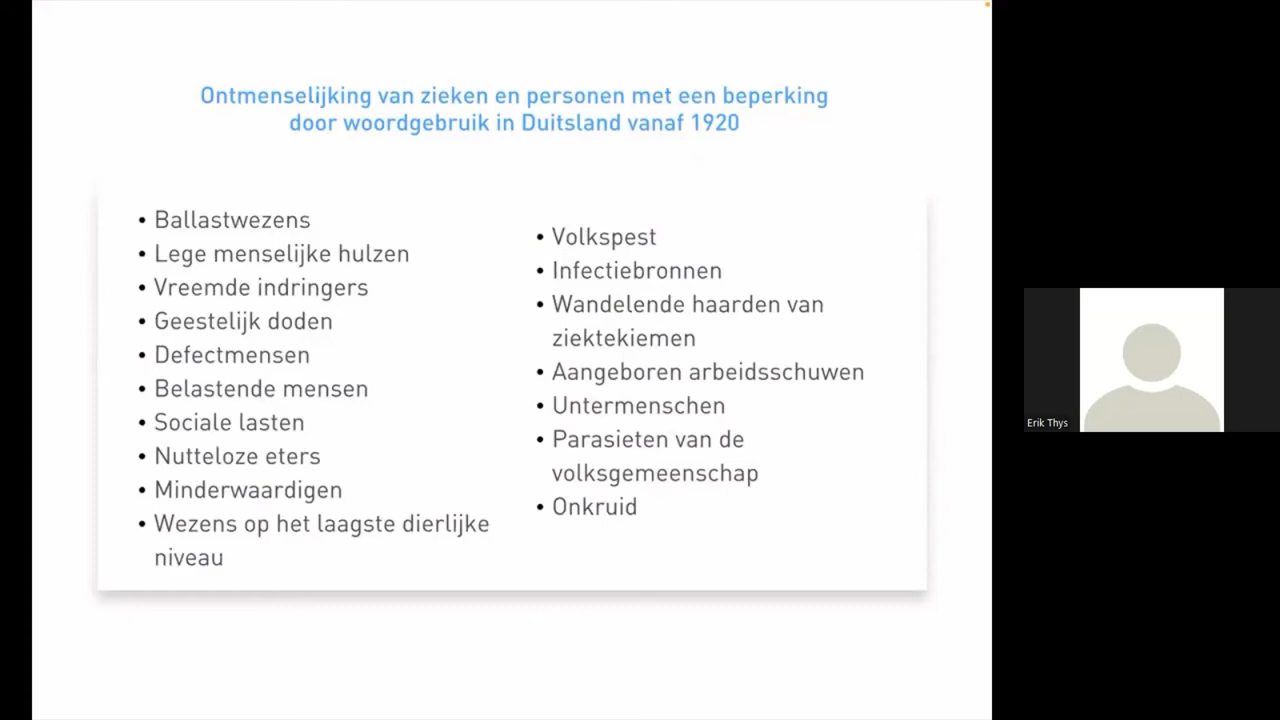 Ontmenselijking van zieken en personen met een beperking
door woordgebruik in Duitsland vanaf 1920
• Ballastwezens
• Lege menselijke hulzen
• Vreemde indringers
• Geestelijk doden
• Defectmensen
• Belastende mensen
• Sociale lasten
• Nutteloze eters
• Minderwaardigen
• Wezens op het laagste dierlijke
niveau
• Volkspest
• Infectiebronnen
• Wandelende haarden van
ziektekiemen
• Aangeboren arbeidsschuwen
• Untermenschen
• Parasieten van de
volksgemeenschap
• Onkruid
Erik Thys